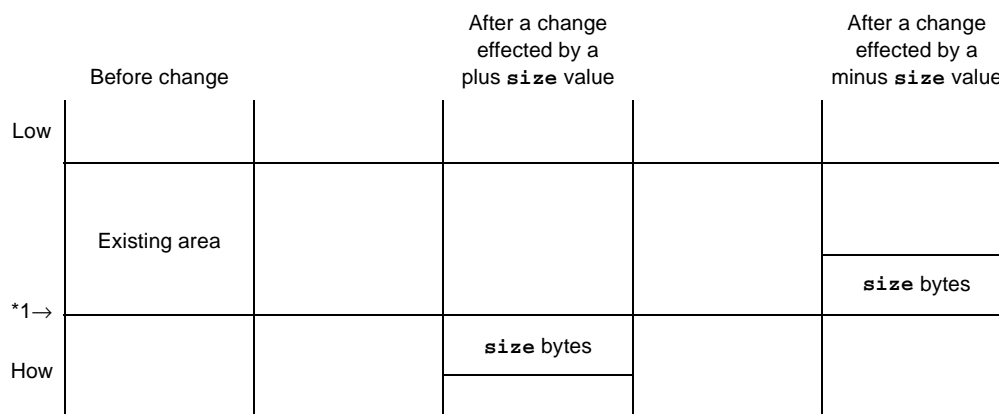 Before change
After a change
effected by a
plus size value
After a change
effected by a
minus size value
Low
Existing area
size bytes
*1→
size bytes
How